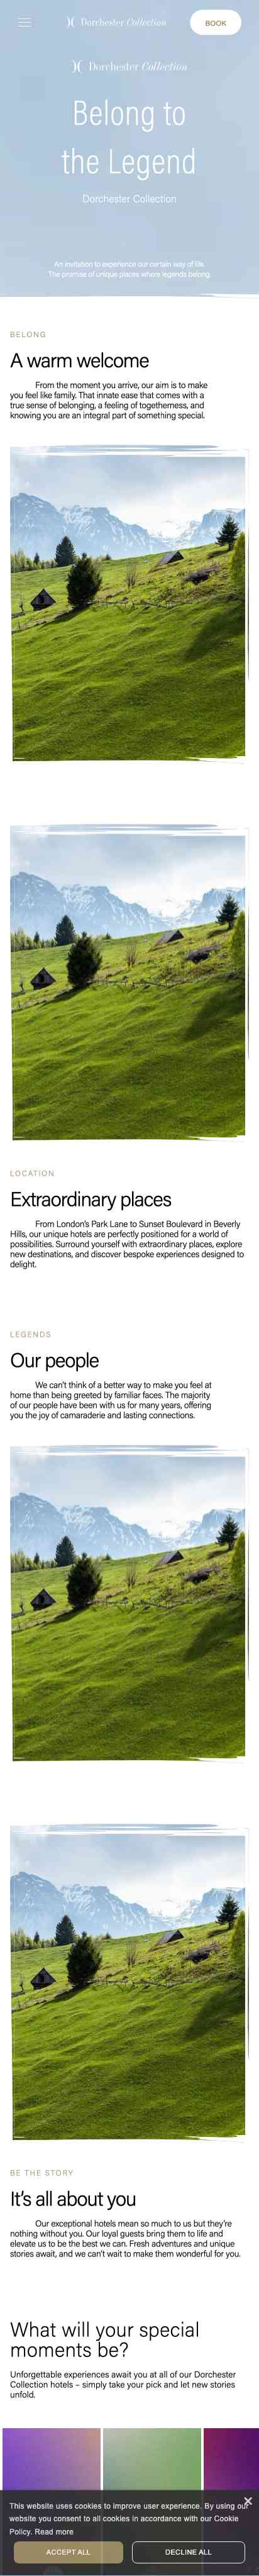 Dorchester Collection
BOOK
Dorchester Collection
Belong to
the Legend
Dorchester Collection
An invitation to experience our certain way of life.
The promise of unique places where legends belong.
BELONG
A warm welcome
From the moment you arrive, our aim is to make
you feel like family. That innate ease that comes with a
true sense of belonging, a feeling of togetherness, and
knowing you are an integral part of something special.
LOCATION
Extraordinary places
From London's Park Lane to Sunset Boulevard in Beverly
Hills, our unique hotels are perfectly positioned for a world of
possibilities. Surround yourself with extraordinary places, explore
new destinations, and discover bespoke experiences designed to
delight.
LEGENDS
Our people
We can't think of a better way to make you feel at
home than being greeted by familiar faces. The majority
of our people have been with us for many years, offering
you the joy of camaraderie and lasting connections.
BE THE STORY
It's all about you
Our exceptional hotels mean so much to us but they're
nothing without you. Our loyal guests bring them to life and
elevate us to be the best we can. Fresh adventures and unique
stories await, and we can't wait to make them wonderful for you.
What will your special
moments be?
Unforgettable experiences await you at all of our Dorchester
Collection hotels – simply take your pick and let new stories
unfold.
This website uses cookies to improve user experience. By using our
website you consent to all cookies in accordance with our Cookie
Policy. Read more
ACCEPT ALL
DECLINE ALL